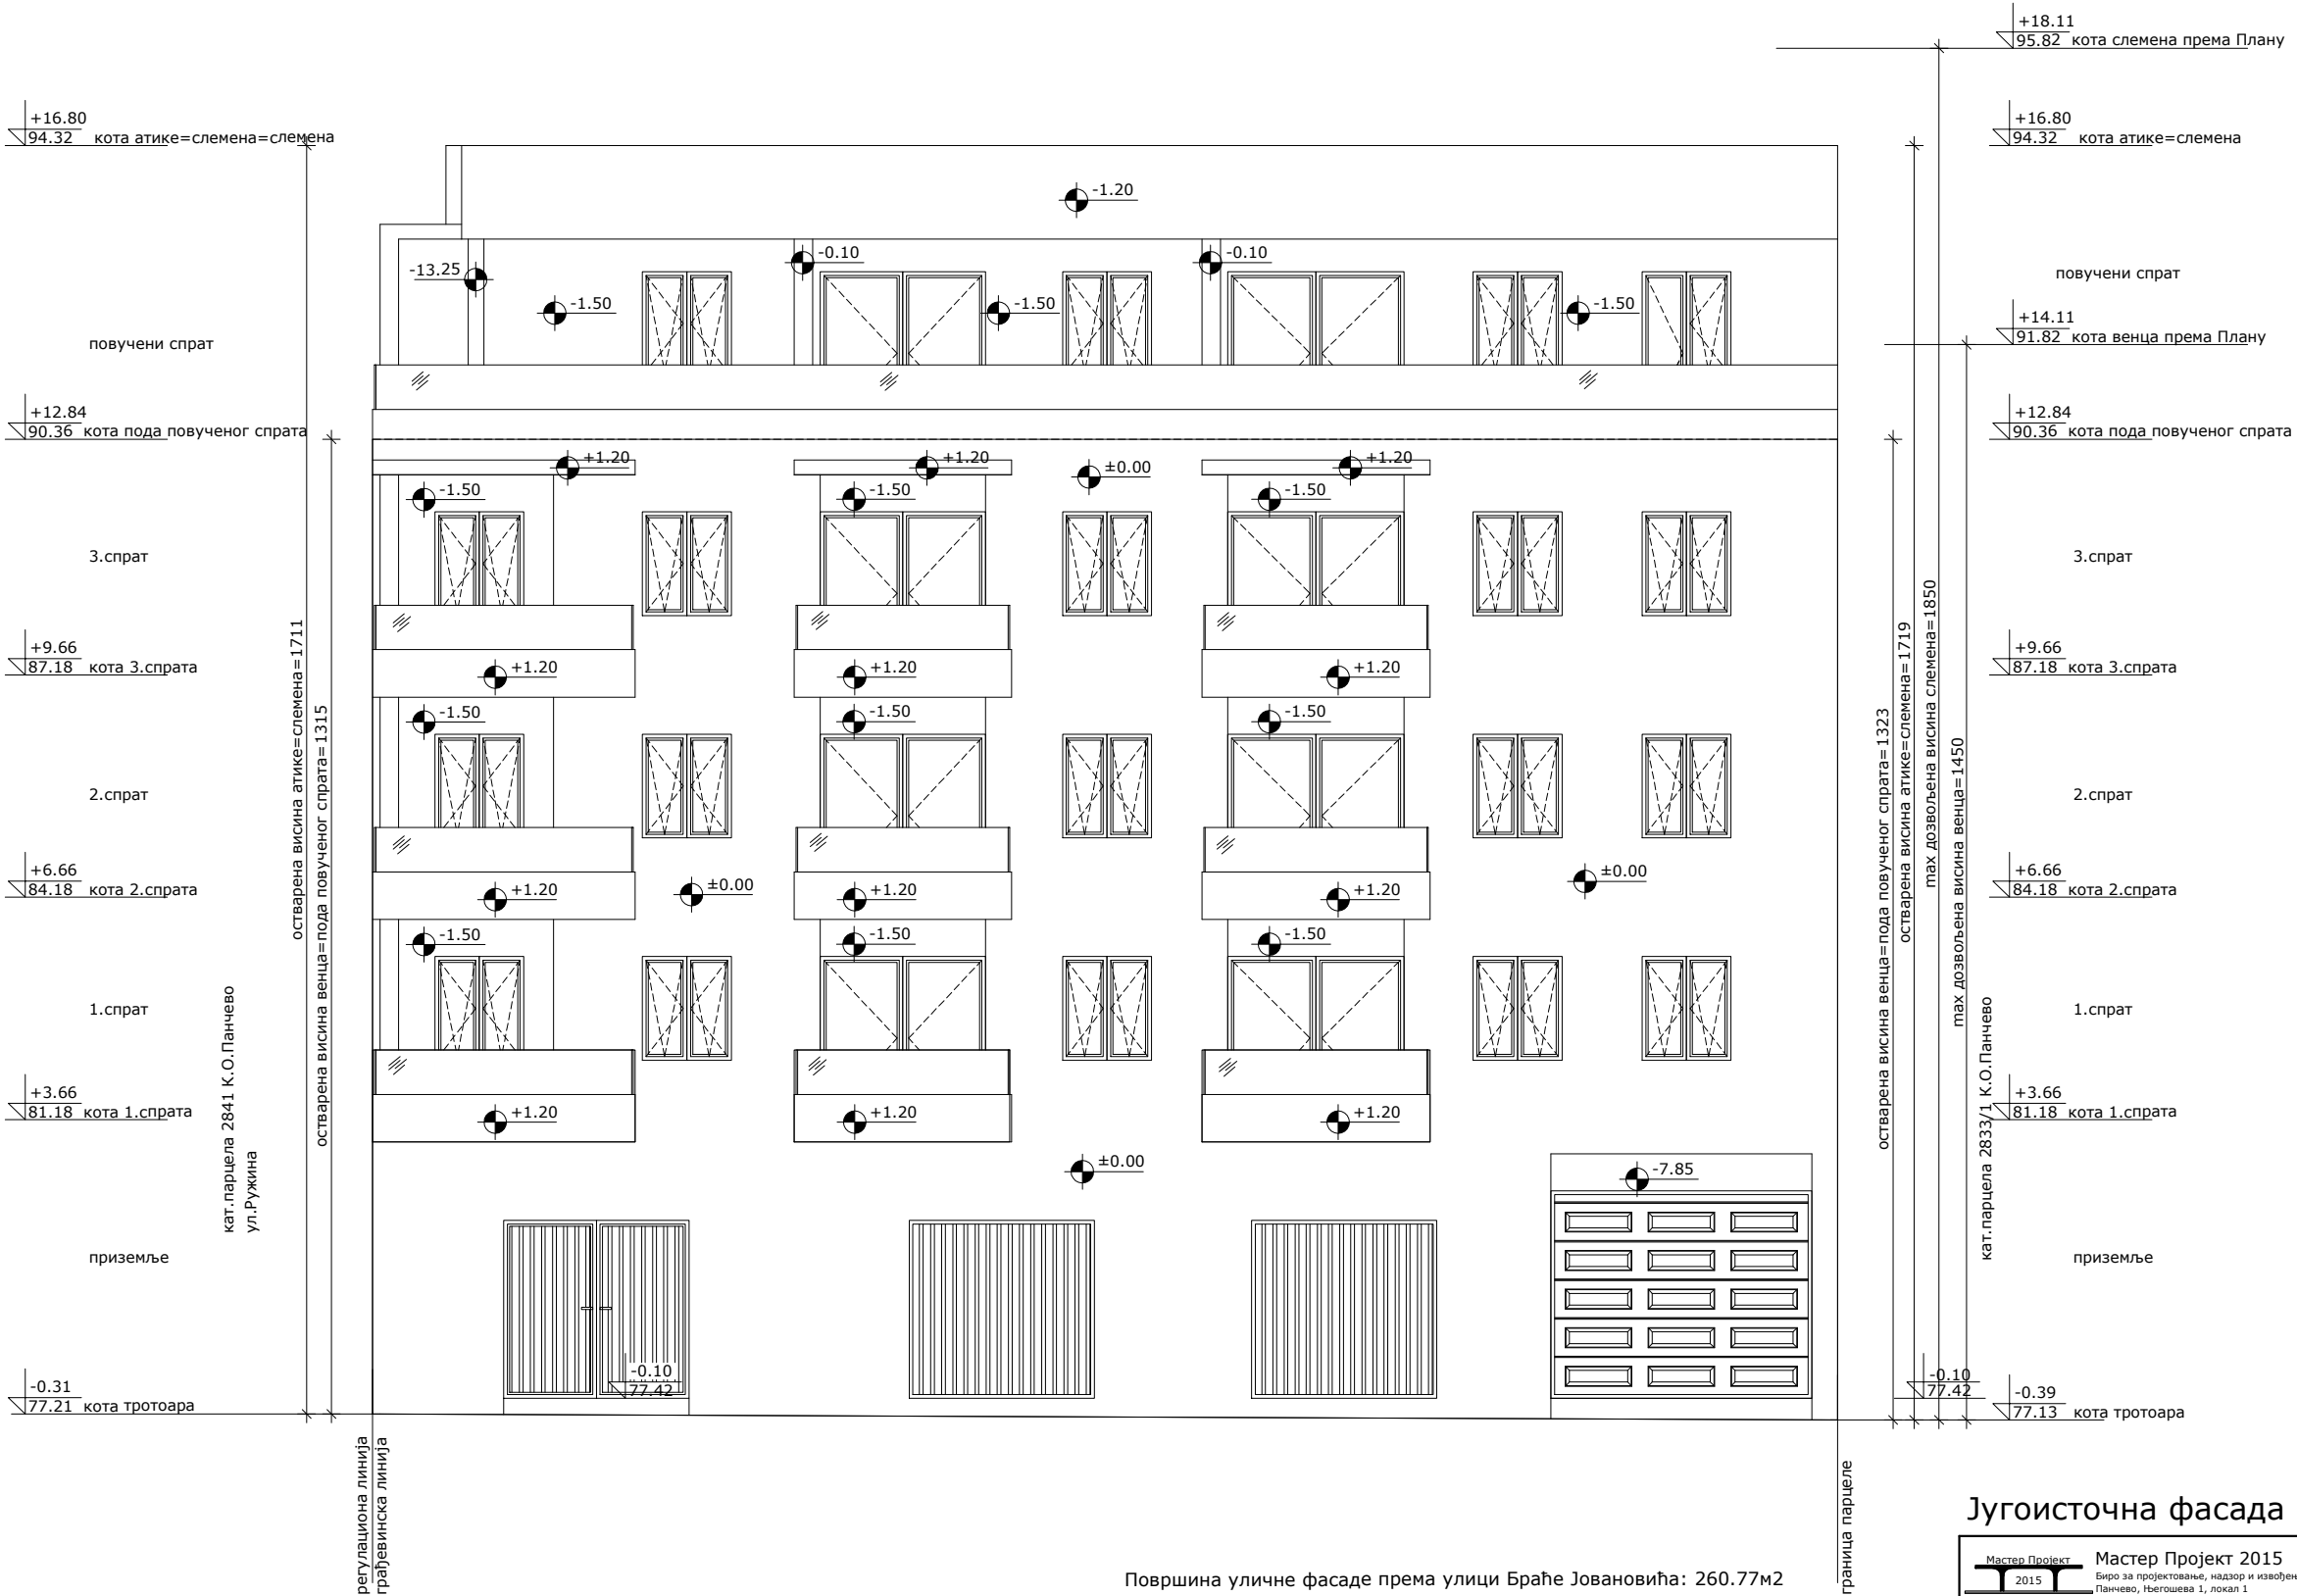 +18.11
95.82 кота слемена према Плану
+16.80
94.32 кота атике=слемена=слемена
+16.80
94.32 кота атике=слемена
-1.20
-13.25
-0.10
-0.10
-1.50
-1.50
-1.50
повучени спрат
повучени спрат
+14.11
91.82 кота венца према Плану
+12.84
90.36 кота пода повученог спрата
+12.84
90.36 кота пода повученог спрата
+1.20
+1.20
±0.00
+1.20
-1.50
-1.50
-1.50
3.спрат
3.спрат
+9.66
87.18 кота 3.спрата
+1.20
+1.20
+1.20
+9.66
87.18 кота 3.спрата
-1.50
-1.50
-1.50
2.спрат
2.спрат
+6.66
84.18 кота 2.спрата
+1.20
±0.00
+1.20
+1.20
±0.00
+6.66
84.18 кота 2.спрата
-1.50
-1.50
-1.50
1.спрат
1.спрат
+3.66
81.18 кота 1.спрата
+1.20
+1.20
+1.20
+3.66
81.18 кота 1.спрата
±0.00
-7.85
приземље
приземље
-0.10
77.42
-0.10
77.42
-0.31
77.21 кота тротоара
-0.39
77.13 кота тротоара
кат.парцела 2841 К.О.Панчево
ул.Ружина
остварена висина атике=слемена=1711
остварена висина венца=пода повученог спрата=1315
остварена висина венца=пода повученог спрата=1323
остварена висина атике=слемена=1719
max дозвољена висина слемена=1850
max дозвољена висина венца=1450
кат.парцела 2833/1 К.О.Панчево
регулациона линија
грађевинска линија
граница парцеле
Површина уличне фасаде према улици Браће Јовановића: 260.77м2
Југоисточна фасада
Мастер Пројект
2015
Мастер Пројект 2015
Биро за пројектовање, надзор и извођењ
Панчево, Његошева 1, локал 1